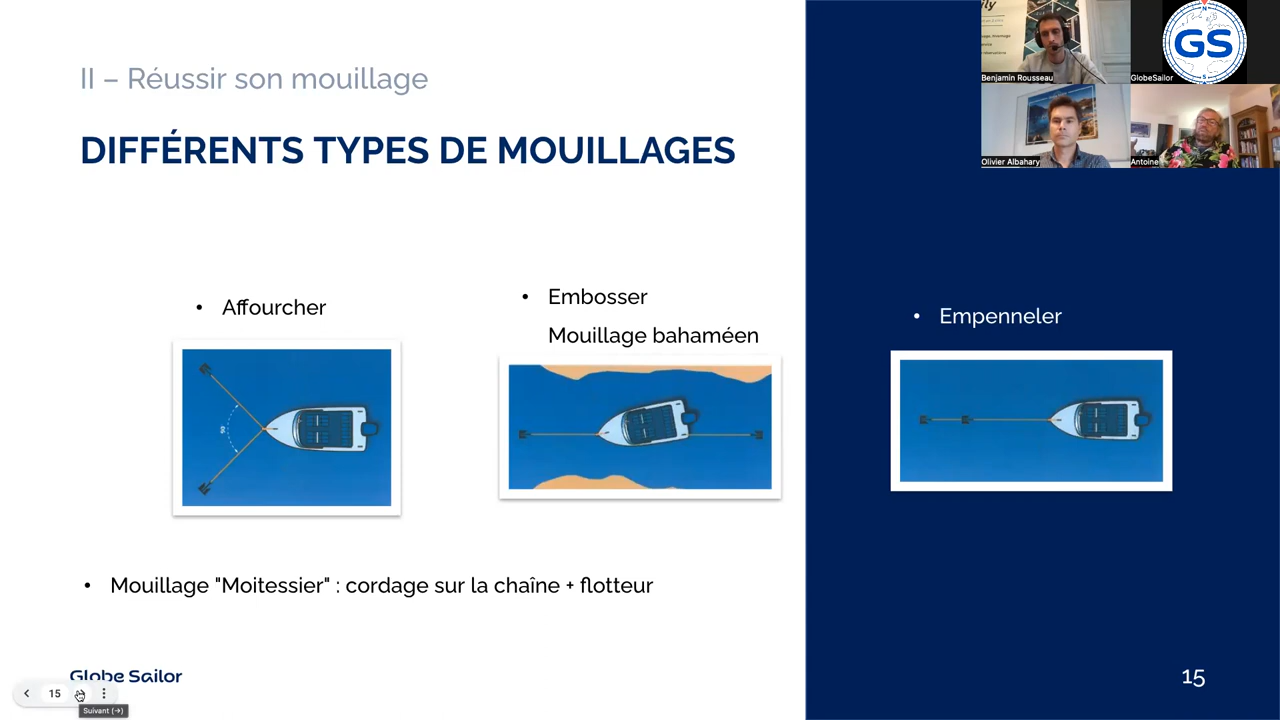 II – Réussir son mouillage
DIFFÉRENTS TYPES DE MOUILLAGES
• Affourcher
• Embosser
Mouillage bahaméen
• Empenneler
• Mouillage "Moitessier" : cordage sur la chaîne + flotteur
Globe Sailor
15
15
Suivant (→)
ily
Benjamin Rousseau
GS
N
S
GlobeSailor
Olivier Albahary
Antoine